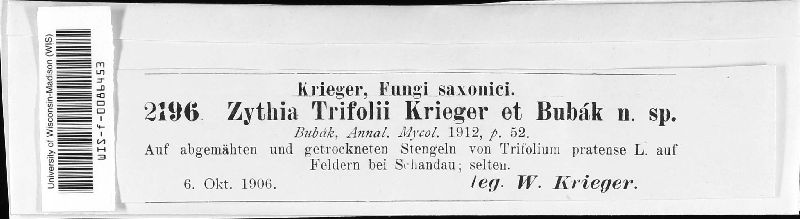 University of Wisconsin-Madison (WIS)
WIS-f-0086453
Krieger, Fungi saxonici.
2196. Zythia Trifolii Krieger et Bubák n. sp.
Bubák, Annal. Mycol. 1912, p. 52.
Auf abgemähten und getrockneten Stengeln von Trifolium pratense L. auf
Feldern bei Schandau; selten.
6. Okt. 1906.
leg. W. Krieger.